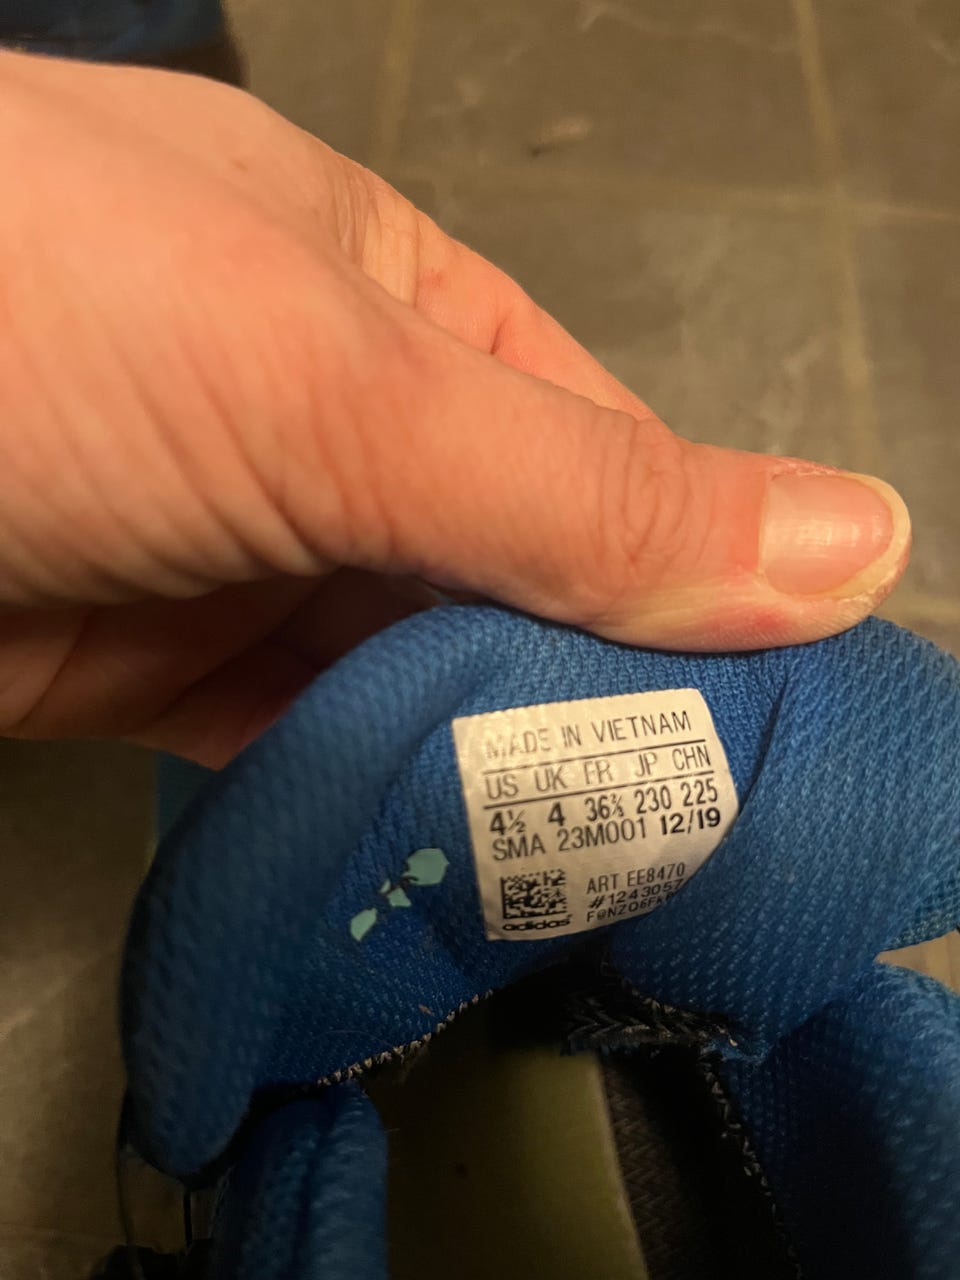 MADE IN VIETNAM
US UK FR JP CHN
4½ 4 36⅔ 230 225
SMA 23M001 12/19
ART EE8470
adidas